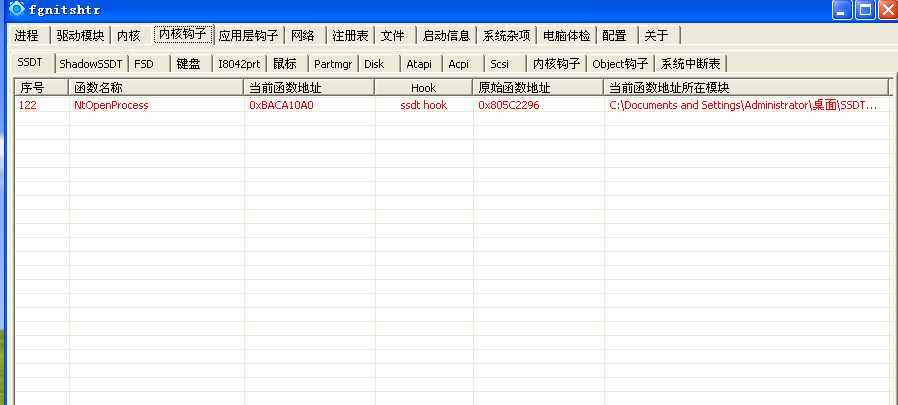 fgnitshtr
进程 驱动模块 内核 内核钩子 应用层钩子 网络 注册表 文件 启动信息 系统杂项 电脑体检 配置 关于
SSDT ShadowSSDT FSD 键盘 I8042prt 鼠标 Partmgr Disk Atapi Acpi Scsi 内核钩子 Object钩子 系统中断表
序号 函数名称 当前函数地址 Hook 原始函数地址 当前函数地址所在模块
122 NtOpenProcess 0xBACA10A0 ssdt hook 0x805C2296 C:\Documents and Settings\Administrator\桌面\SSDT...